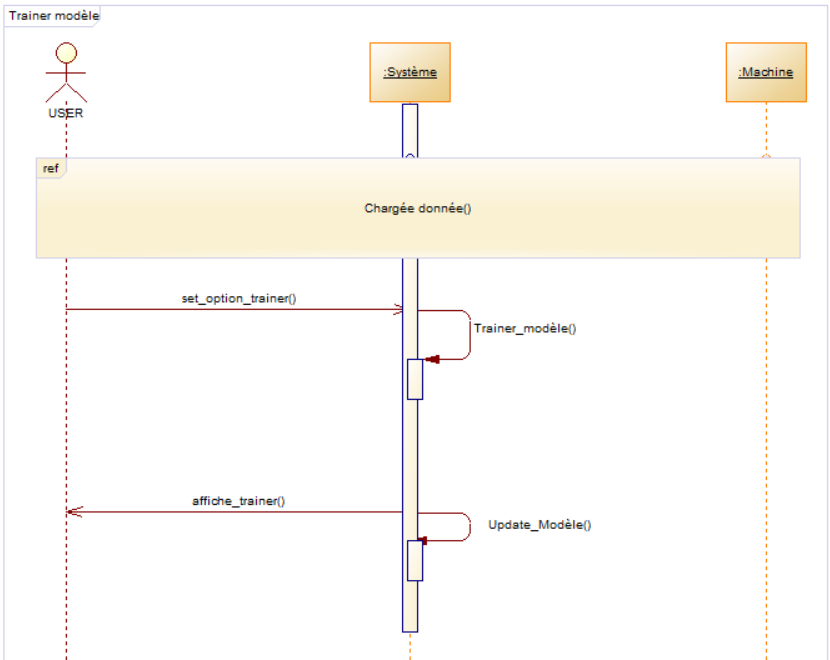 Trainer modèle
:Système
:Machine
USER
ref
Chargée donnée()
set_option_trainer()
Trainer_modèle()
affiche_trainer()
Update_Modèle()